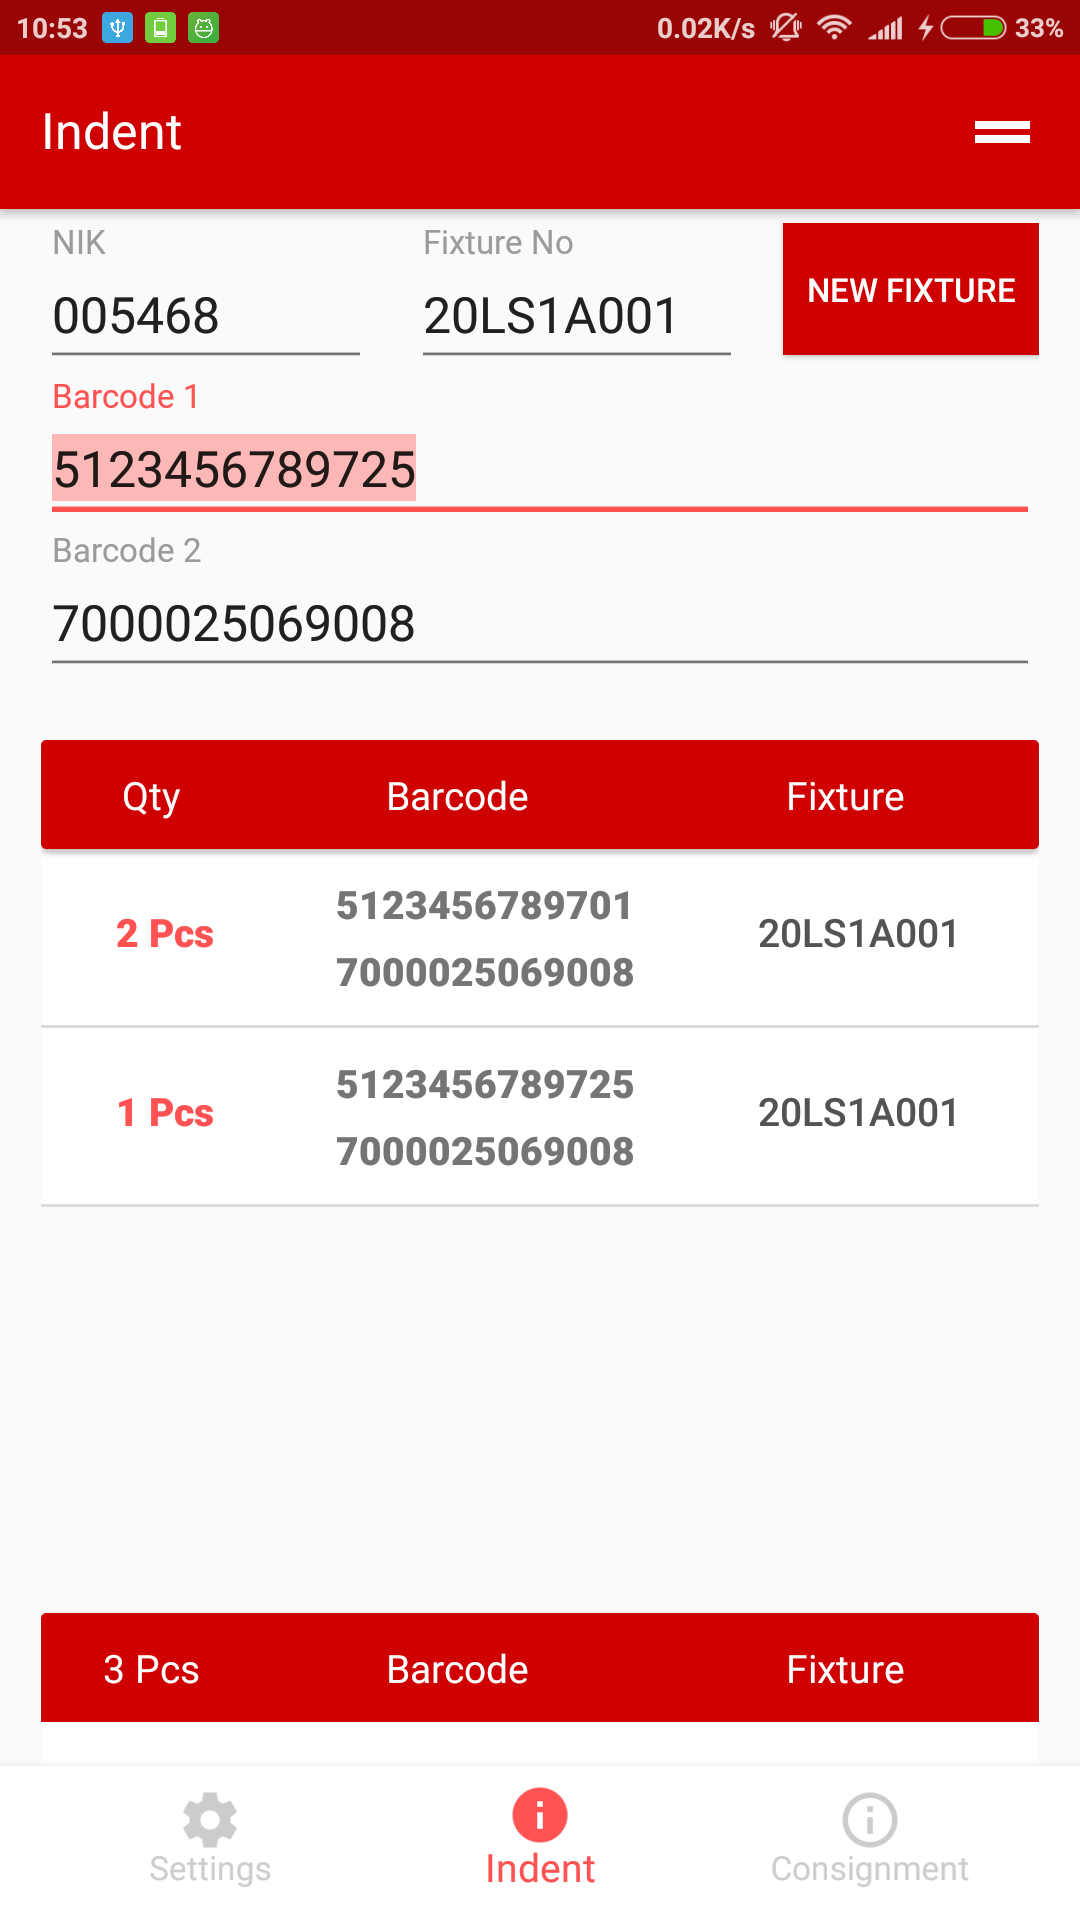 10:53 0.02K/s 33%
Indent
NIK Fixture No
005468 20LS1A001 NEW FIXTURE
Barcode 1
5123456789725
Barcode 2
7000025069008
Qty Barcode Fixture
5123456789701
2 Pcs 20LS1A001
7000025069008
5123456789725
1 Pcs 20LS1A001
7000025069008
3 Pcs Barcode Fixture
Settings Indent Consignment